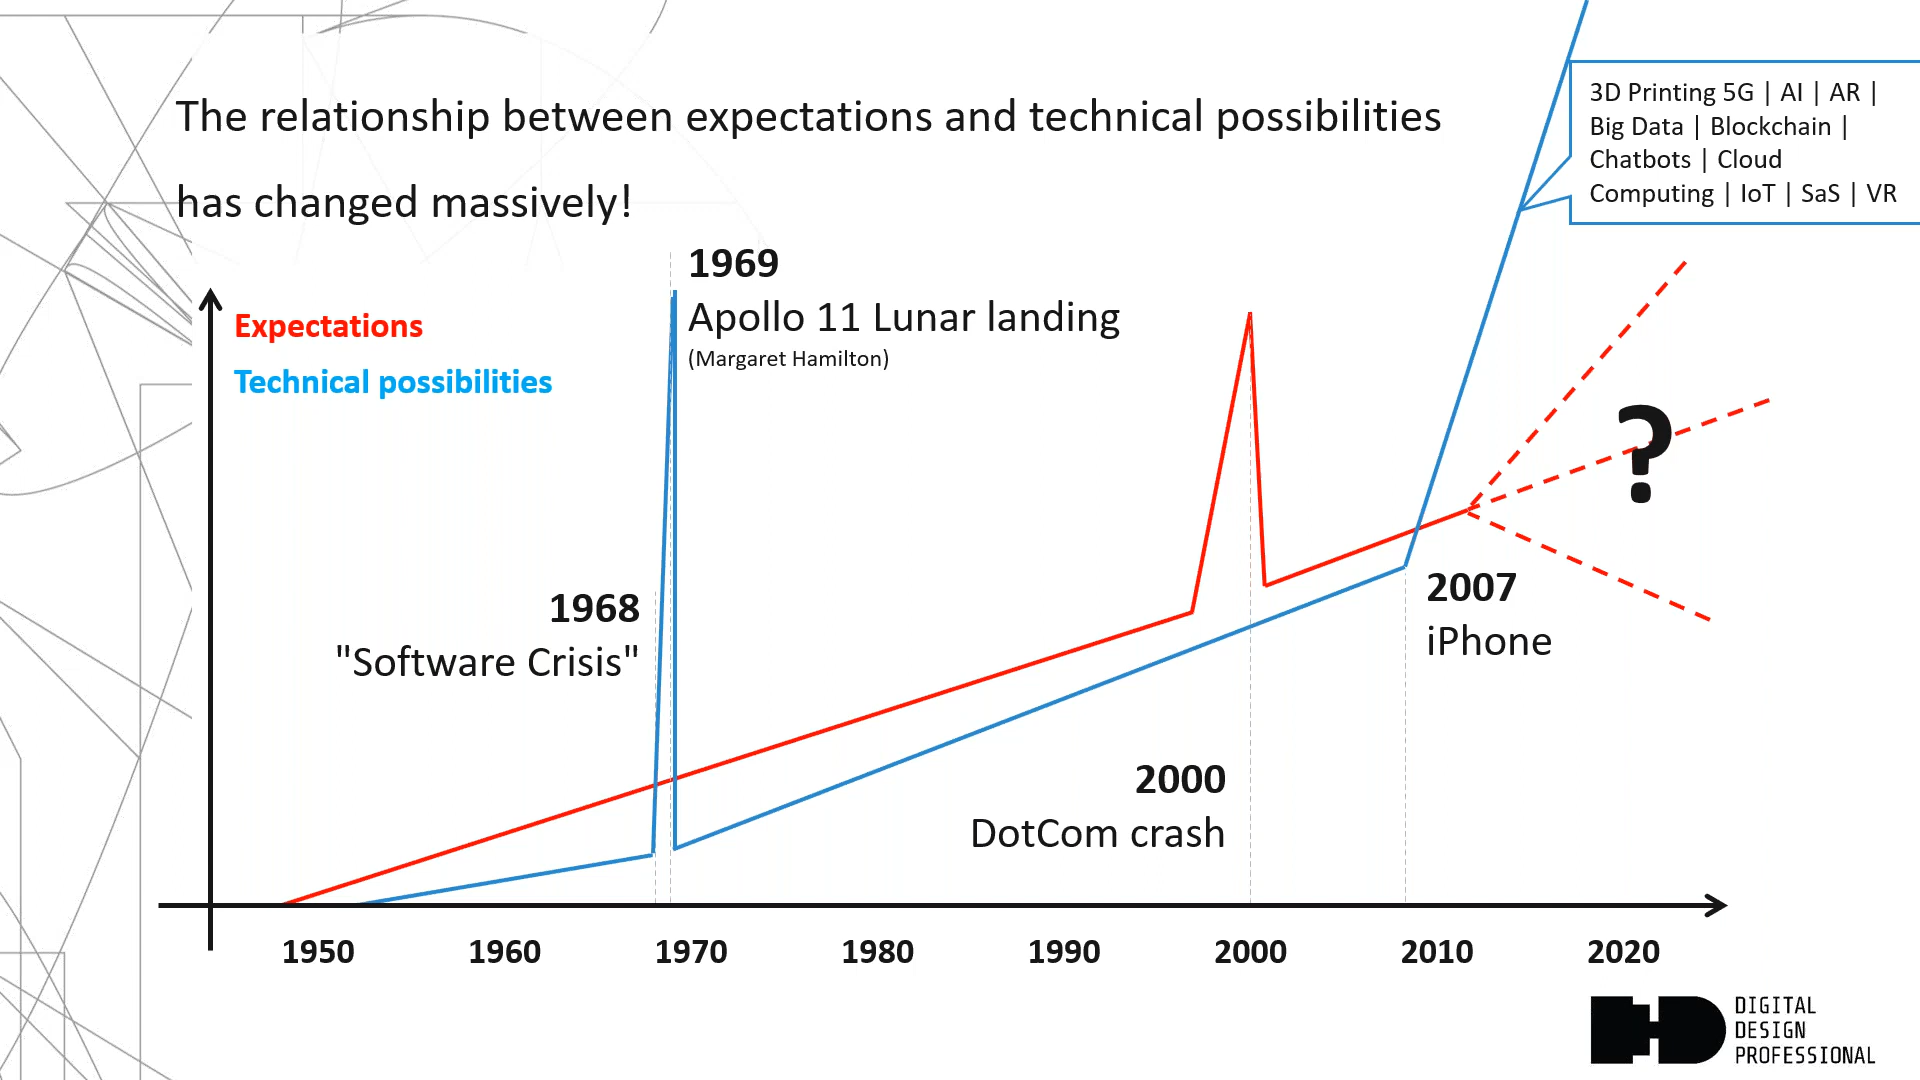 The relationship between expectations and technical possibilities
has changed massively!
3D Printing 5G | AI | AR |
Big Data | Blockchain |
Chatbots | Cloud
Computing | IoT | SaS | VR
1969
Apollo 11 Lunar landing
(Margaret Hamilton)
Expectations
Technical possibilities
?
1968
"Software Crisis"
2007
iPhone
2000
DotCom crash
1950 1960 1970 1980 1990 2000 2010 2020
DIGITAL
DESIGN
PROFESSIONAL